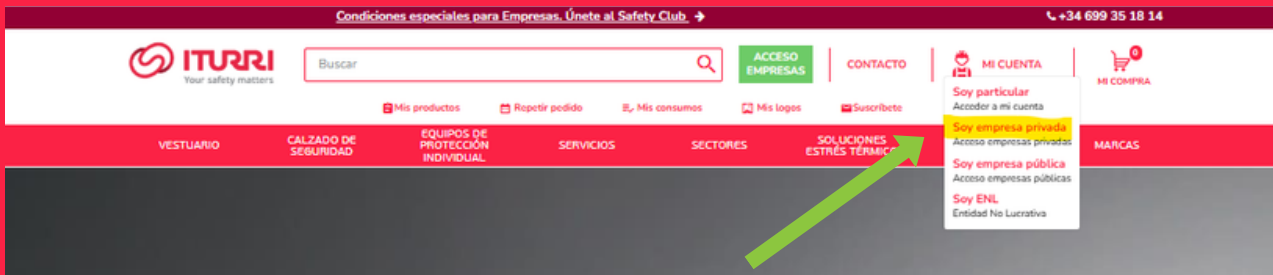 Condiciones especiales para Empresas. Únete al Safety Club
+34 699 35 18 14
ITURRI
Your safety matters
Buscar
ACCESO
EMPRESAS
CONTACTO
MI CUENTA
0
MI COMPRA
Mis productos
Repetir pedido
Mis consumos
Mis logos
Suscríbete
Soy particular
Acceder a mi cuenta
Soy empresa privada
Acceso empresas privadas
Soy empresa pública
Acceso empresas públicas
Soy ENL
Entidad No Lucrativa
VESTUARIO
CALZADO DE
SEGURIDAD
EQUIPOS DE
PROTECCIÓN
INDIVIDUAL
SERVICIOS
SECTORES
SOLUCIONES
ESTRÉS TÉRMICO
MARCAS